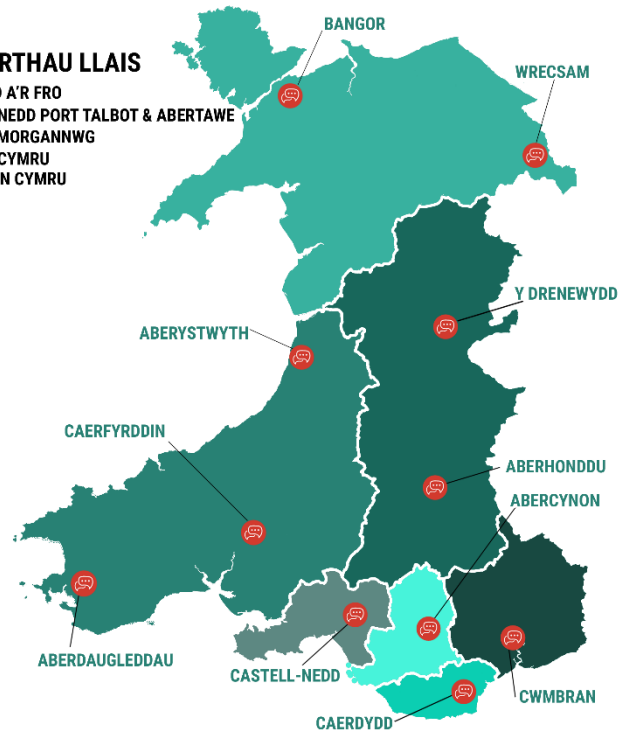 BANGOR
RTHAU LLAIS
WRECSAM
A'R FRO
NEDD PORT TALBOT & ABERTAWE
MORGANNWG
CYMRU
N CYMRU
Y DRENEWYDD
ABERYSTWYTH
CAERFYRDDIN
ABERHONDDU
ABERCYNON
ABERDAUGLEDDAU
CASTELL-NEDD
CWMBRAN
CAERDYDD